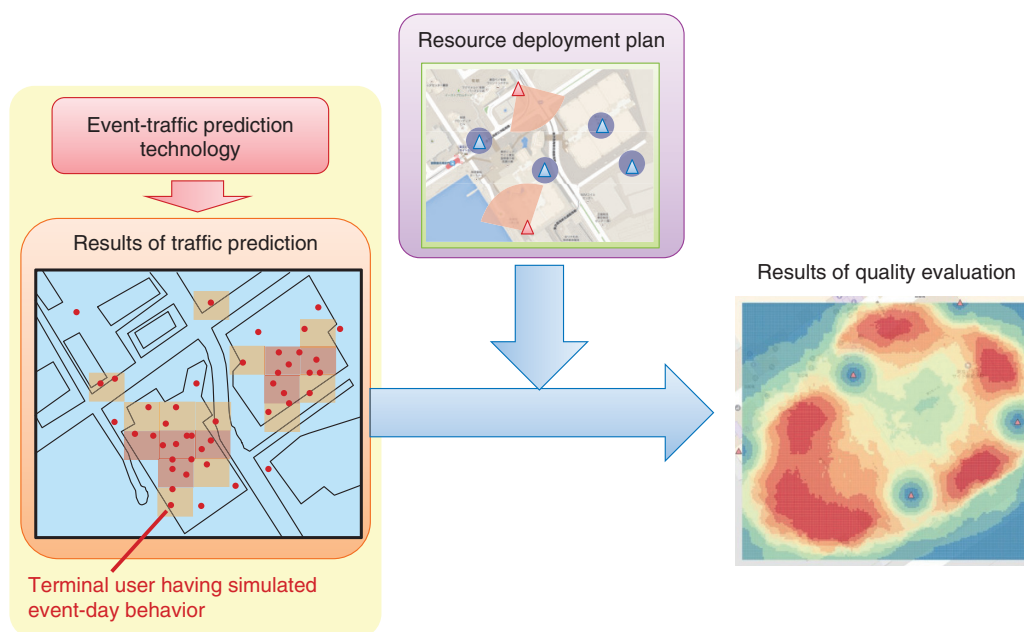 Resource deployment plan
Event-traffic prediction
technology
Results of traffic prediction
Results of quality evaluation
Terminal user having simulated
event-day behavior